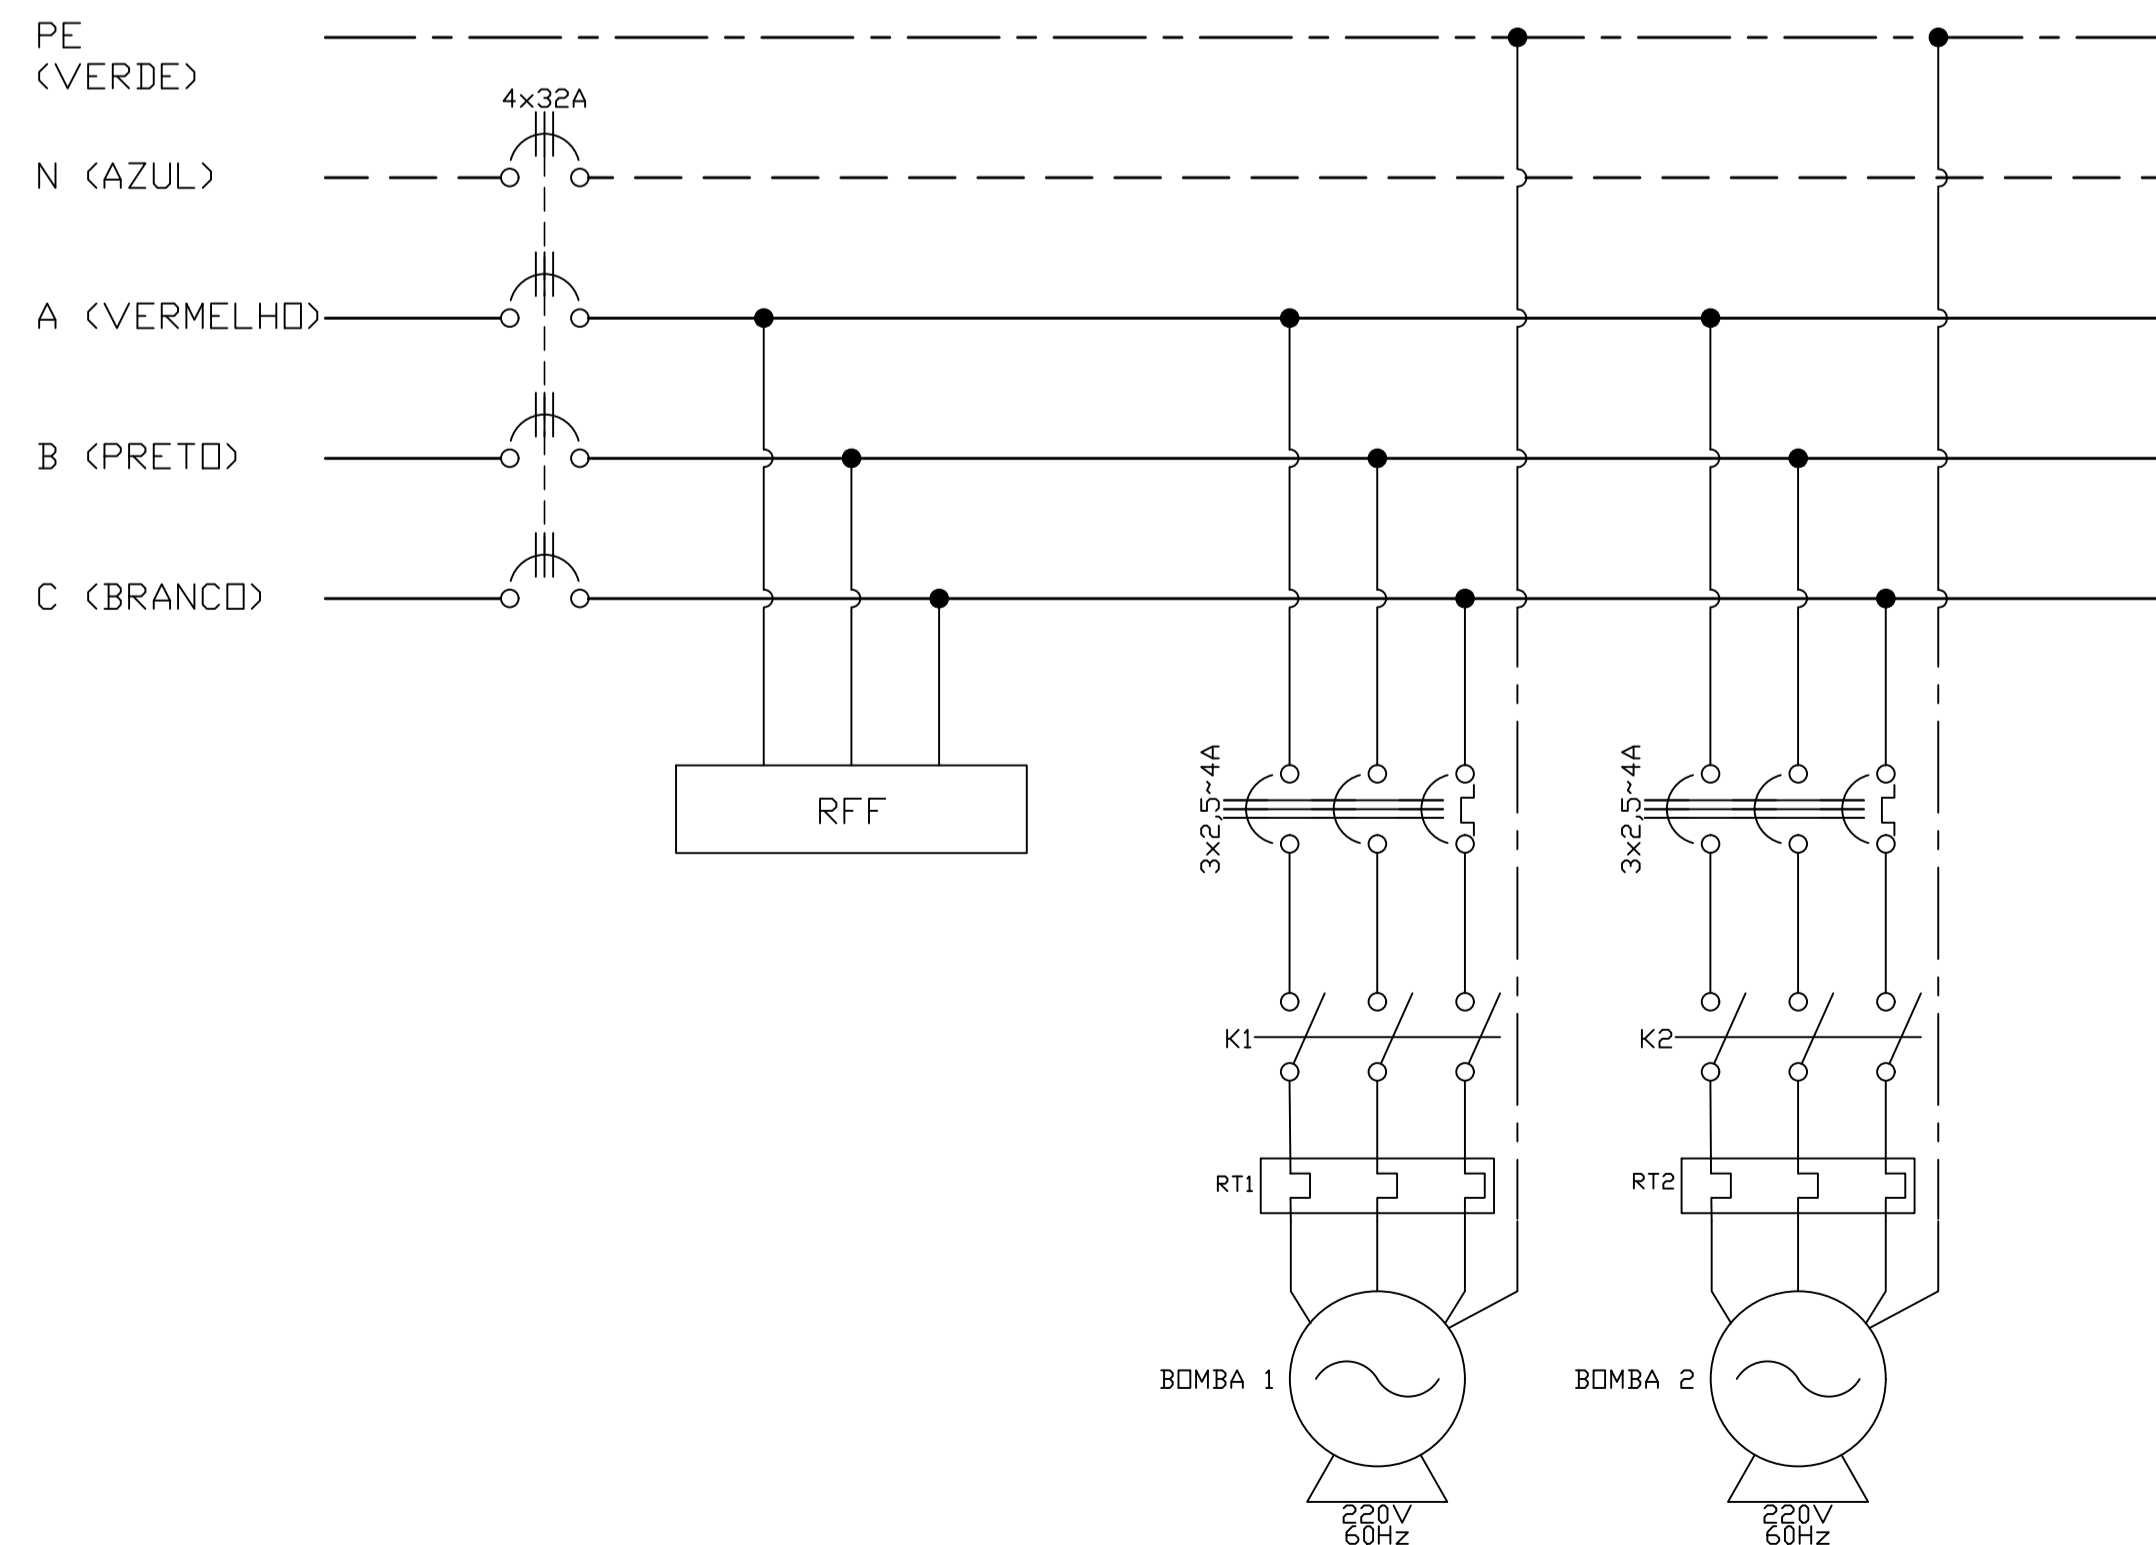 PE
(VERDE)
4x32A
N (AZUL)
A (VERMELHO)
B (PRETO)
C (BRANCO)
RFF
3x2,5~4A
3x2,5~4A
K1
K2
RT1
RT2
BOMBA 1
BOMBA 2
220V
60Hz
220V
60Hz